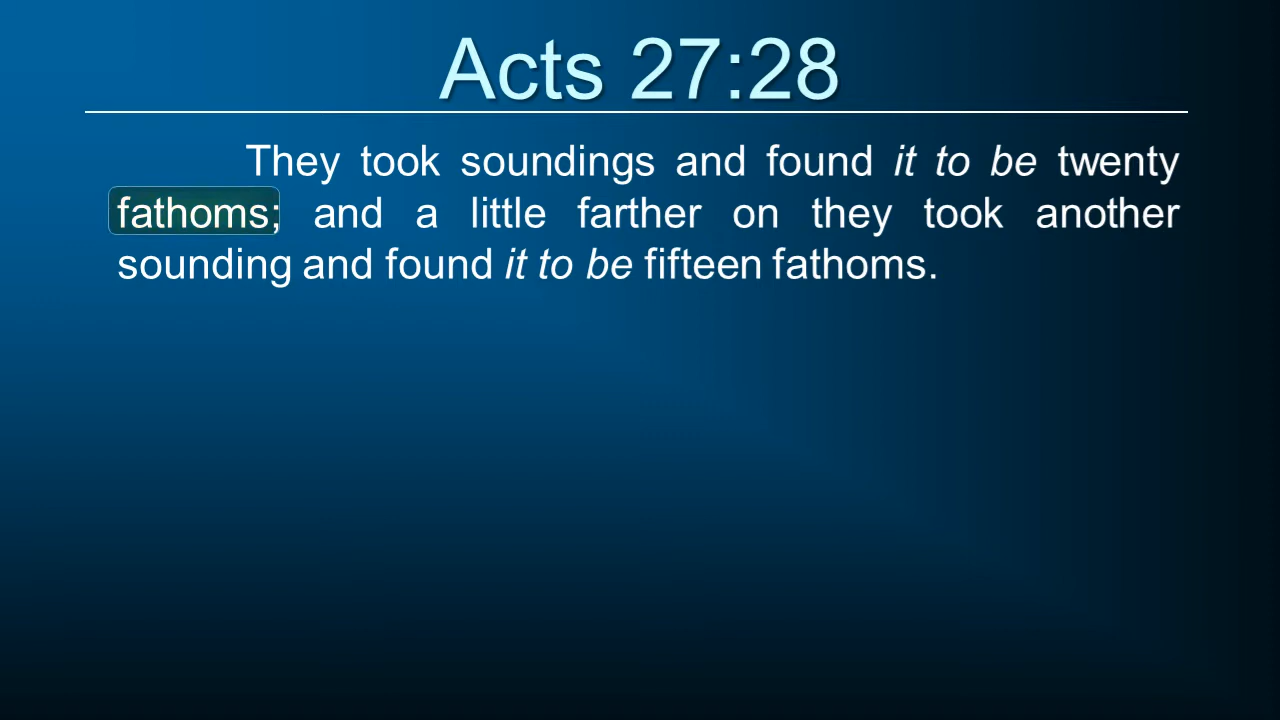 Acts 27:28
They took soundings and found it to be twenty
fathoms; and a little farther on they took another
sounding and found it to be fifteen fathoms.